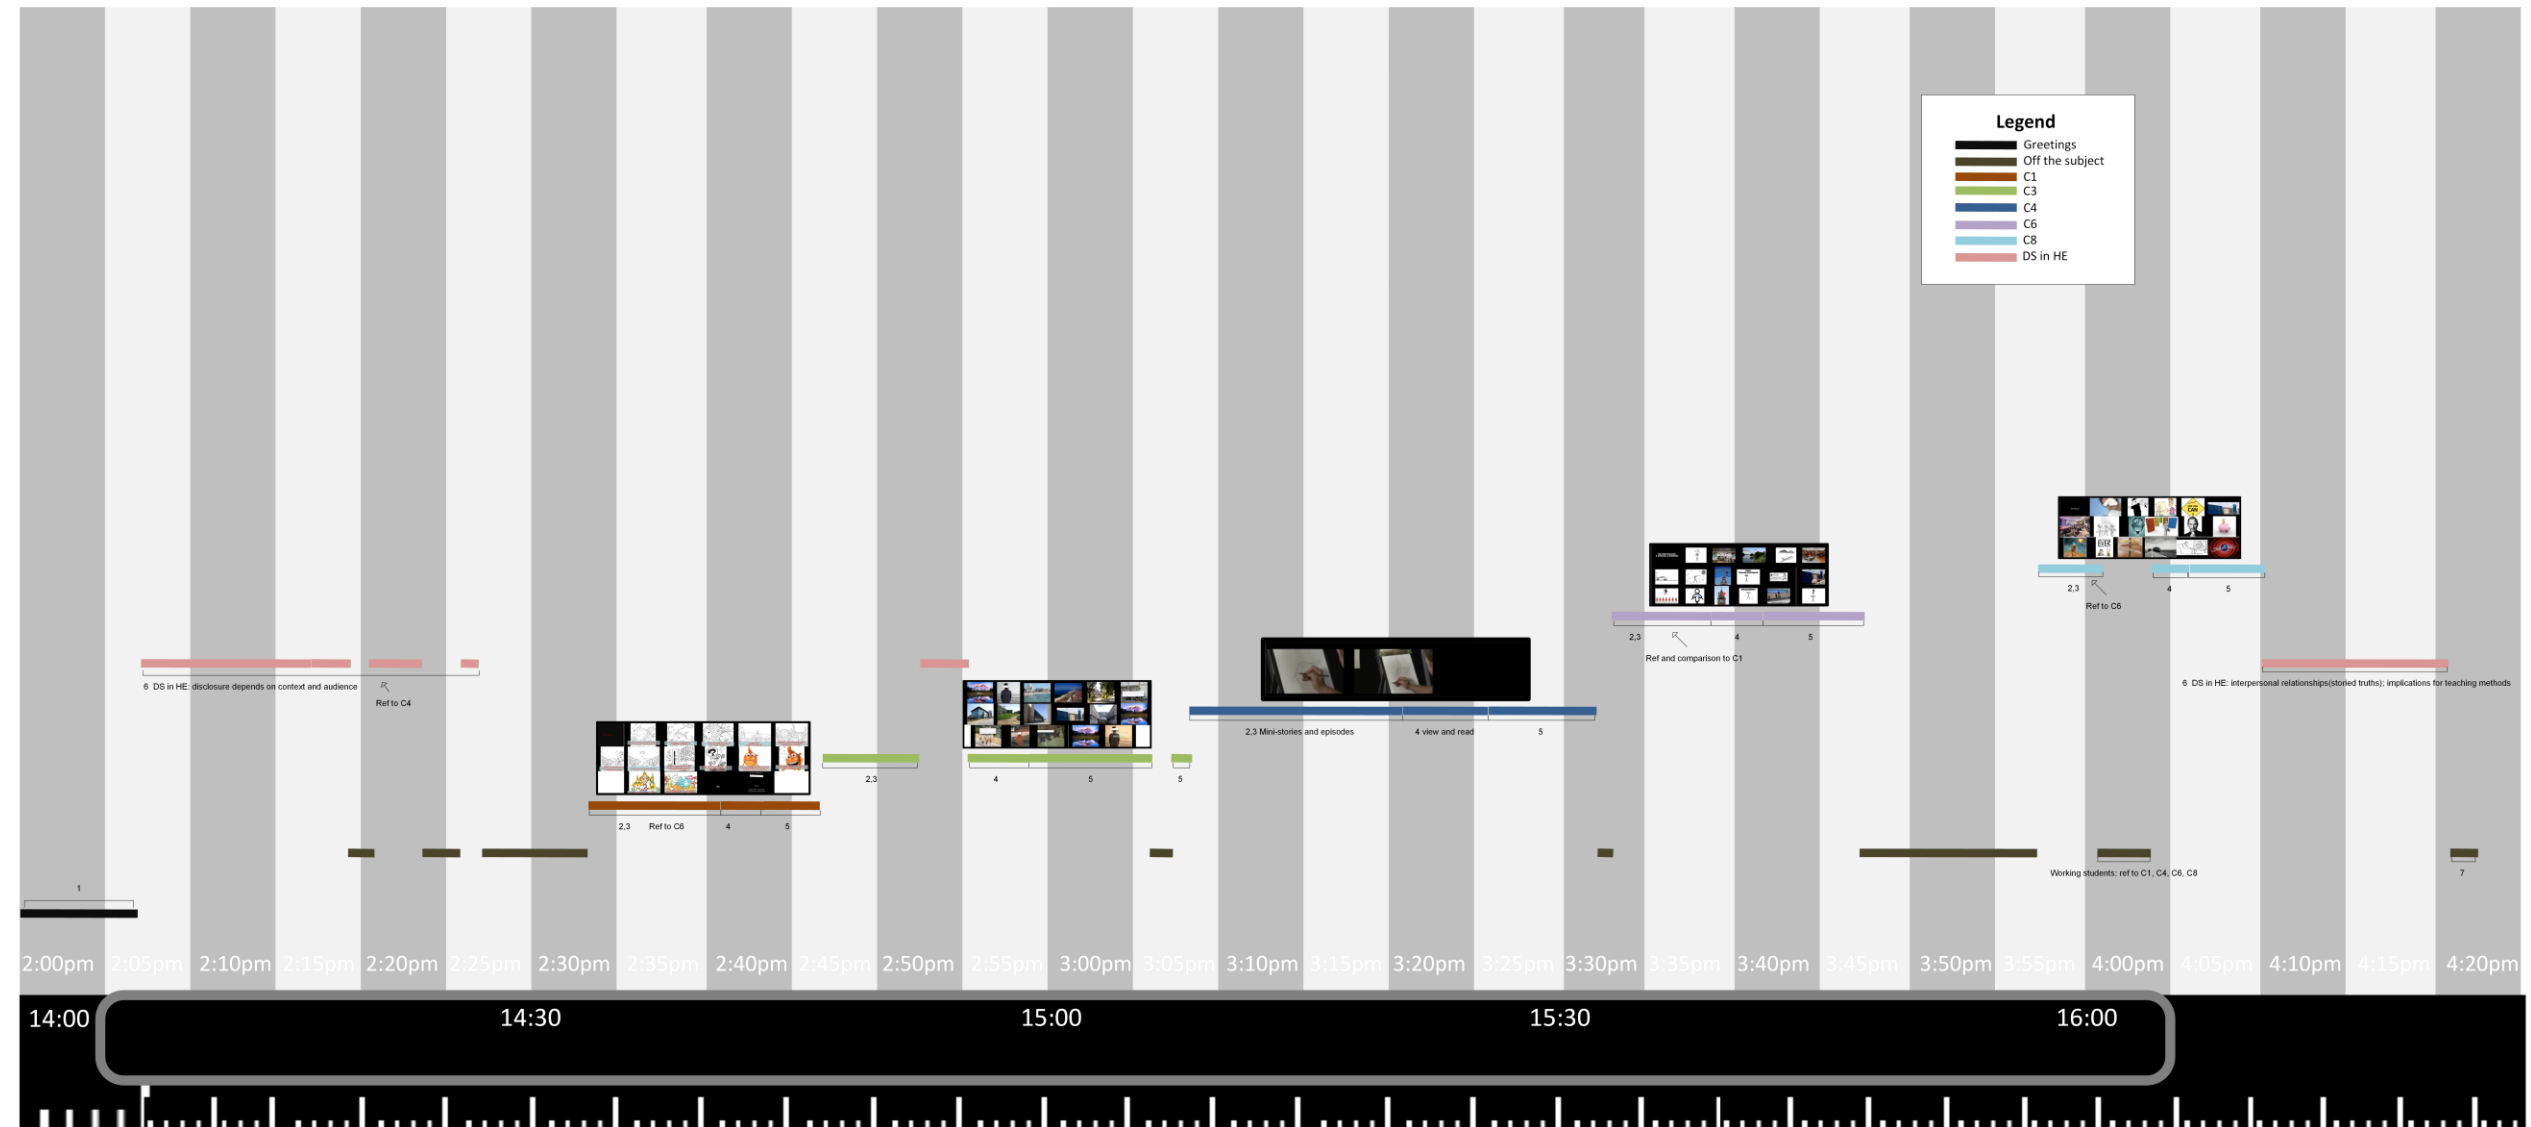 Legend
Greetings
Off the subject
C1
C3
C4
C6
C8
DS in HE
2,3
4
5
Ref to C6
2,3
4
5
Ref and comparison to C1
6 DS in HE: disclosure depends on context and audience
Ref to C4
6 DS in HE: interpersonal relationships(storied truths); implications for teaching methods
2,3 Mini-stories and episodes
4 view and read
5
2,3
4
5
5
2,3
Ref to C6
4
5
Working students: ref to C1, C4, C6, C8
7
1
2:00pm 2:05pm 2:10pm 2:15pm 2:20pm 2:25pm 2:30pm 2:35pm 2:40pm 2:45pm 2:50pm 2:55pm 3:00pm 3:05pm 3:10pm 3:15pm 3:20pm 3:25pm 3:30pm 3:35pm 3:40pm 3:45pm 3:50pm 3:55pm 4:00pm 4:05pm 4:10pm 4:15pm 4:20pm
14:00 14:30 15:00 15:30 16:00